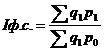 Iф.с. = ∑q₁p₁ / ∑q₁p₀